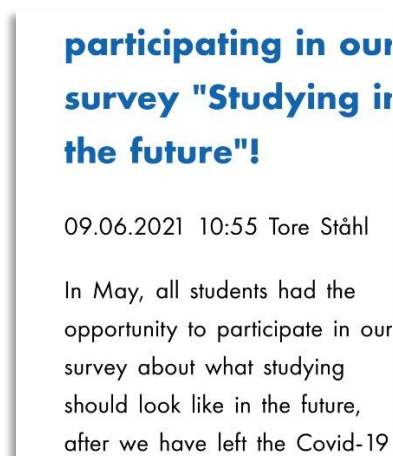 participating in our
survey "Studying in
the future"!
09.06.2021 10:55 Tore Ståhl
In May, all students had the
opportunity to participate in our
survey about what studying
should look like in the future,
after we have left the Covid-19